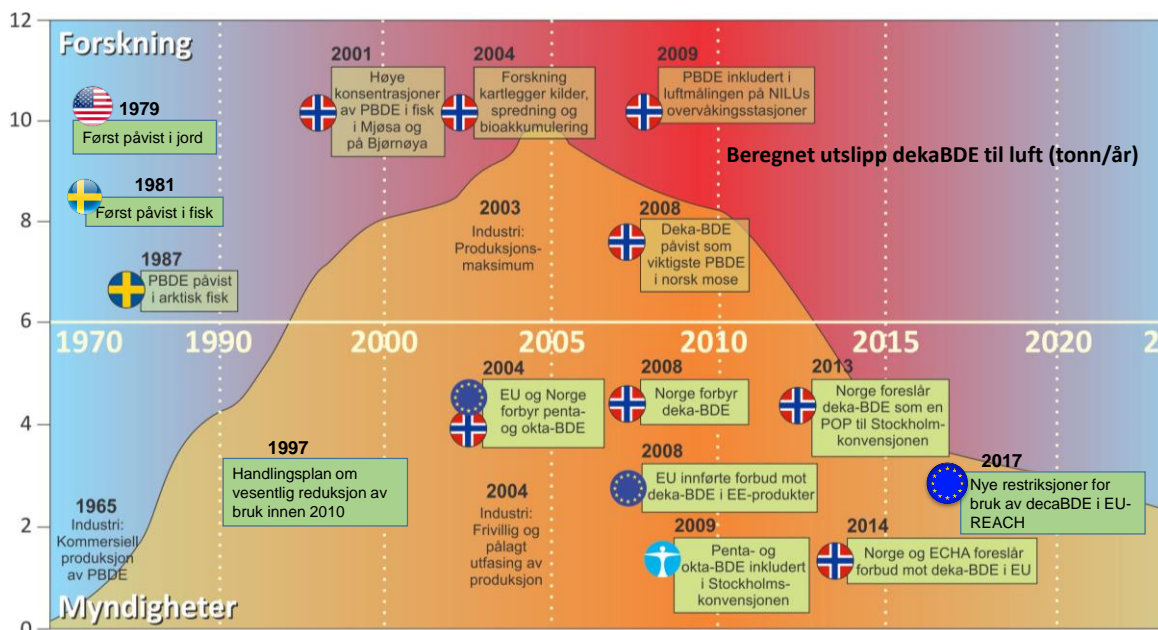 12
10
8
6
4
2
0
Forskning
1979
Først påvist i jord
1981
Først påvist i fisk
1987
PBDE påvist
i arktisk fisk
2001
Høye
konsentrasjoner
av PBDE i fisk
i Mjøsa og
på Bjørnøya
2004
Forskning
kartlegger kilder,
spredning og
bioakkumulering
2009
PBDE inkludert i
luftmålingen på NILUs
overvåkingsstasjoner
Beregnet utslipp dekaBDE til luft (tonn/år)
2003
Industri:
Produksjons-
maksimum
2008
Deka-BDE
påvist som
viktigste PBDE
i norsk mose
1970
1990
2000
2005
2010
2015
2020
2
2004
EU og Norge
forbyr penta-
og okta-BDE
2008
Norge forbyr
deka-BDE
2013
Norge foreslår
deka-BDE som en
POP til Stockholm-
konvensjonen
1997
Handlingsplan om
vesentlig reduksjon av
bruk innen 2010
2008
EU innførte forbud mot
deka-BDE i EE-produkter
2017
Nye restriksjoner for
bruk av decaBDE i EU-
REACH
1965
Industri:
Kommersiell
produksjon
av PBDE
2004
Industri:
Frivillig og
pålagt
utfasing av
produksjon
2009
Penta- og
okta-BDE inkludert
i Stockholms-
konvensjonen
2014
Norge og ECHA foreslår
forbud mot deka-BDE i EU
Myndigheter